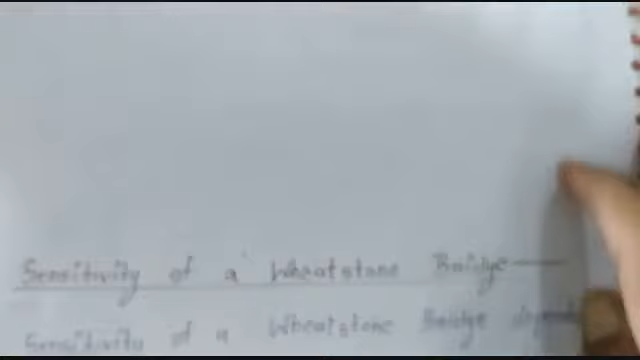 Sensitivity of a Wheatstone Bridge —
Sensitivity of a Wheatstone Bridge